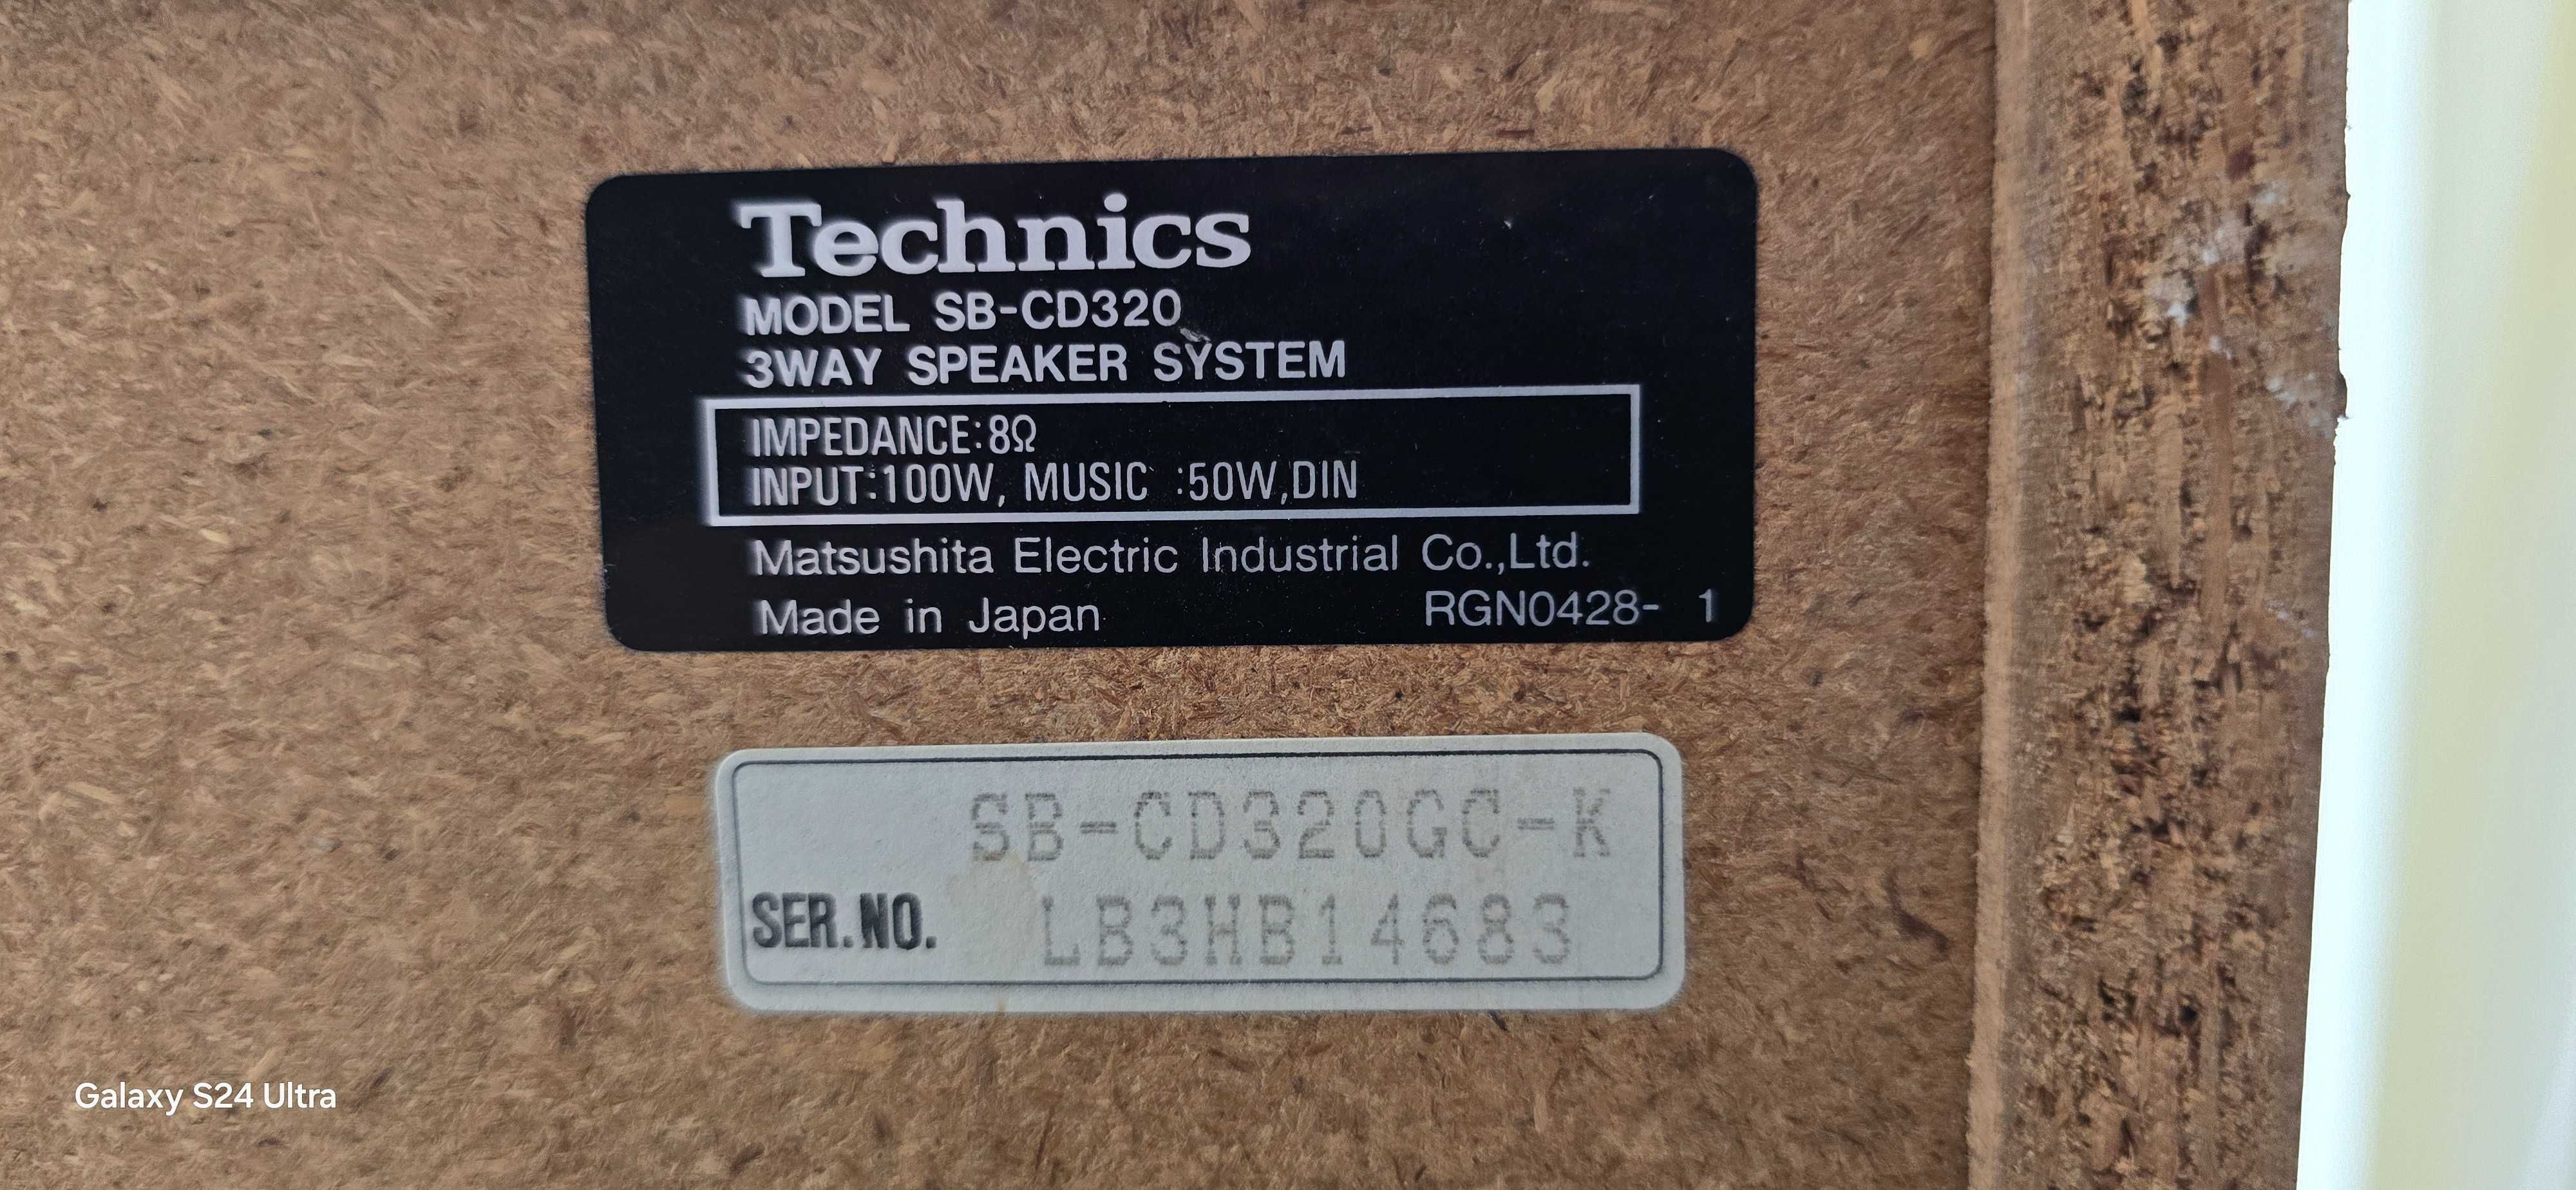 Technics
MODEL SB-CD320
3WAY SPEAKER SYSTEM
IMPEDANCE:8Ω
INPUT:100W, MUSIC :50W,DIN
Matsushita Electric Industrial Co.,Ltd.
Made in Japan RGN0428- 1
SB-CD320GC-K
SER.NO. LB3HB14683
Galaxy S24 Ultra